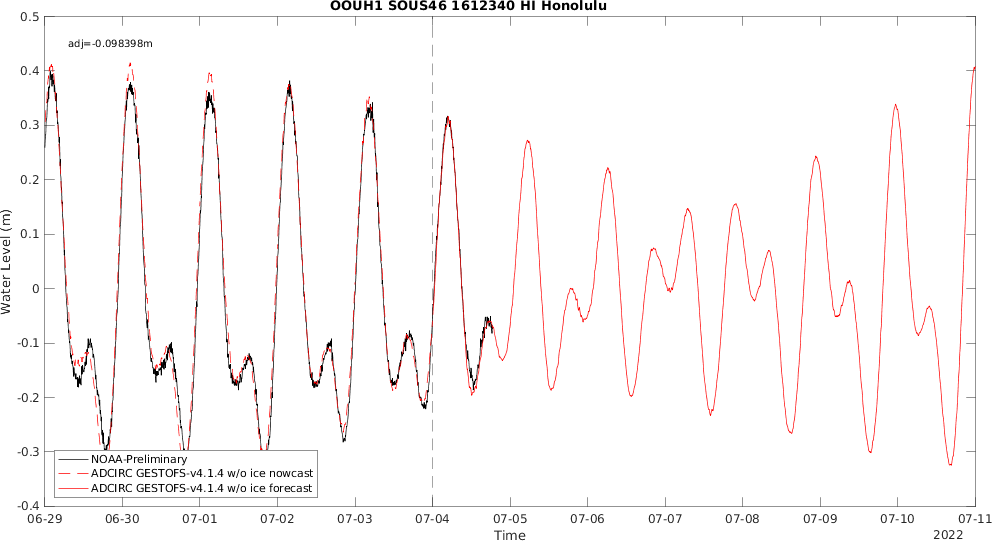 OOUH1 SOUS46 1612340 HI Honolulu
adj=-0.098398m
0.5
0.4
0.3
0.2
0.1
0
-0.1
-0.2
-0.3
-0.4
Water Level (m)
NOAA-Preliminary
ADCIRC GESTOFS-v4.1.4 w/o ice nowcast
ADCIRC GESTOFS-v4.1.4 w/o ice forecast
06-29 06-30 07-01 07-02 07-03 07-04 07-05 07-06 07-07 07-08 07-09 07-10 07-11
Time
2022